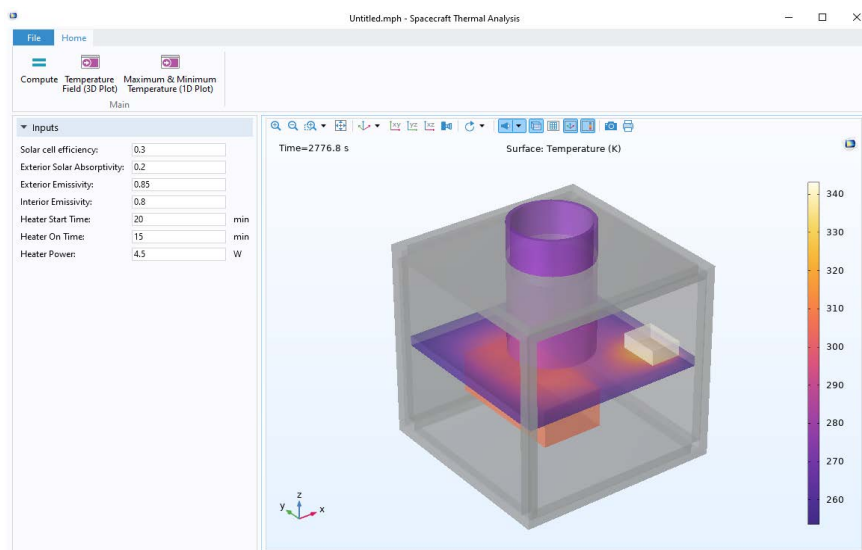 Untitled.mph - Spacecraft Thermal Analysis
File Home
Compute Temperature Field (3D Plot) Maximum & Minimum Temperature (1D Plot)
Main
Inputs
Solar cell efficiency: 0.3
Exterior Solar Absorptivity: 0.2
Exterior Emissivity: 0.85
Interior Emissivity: 0.8
Heater Start Time: 20 min
Heater On Time: 15 min
Heater Power: 4.5 W
xy yz xz
Time=2776.8 s Surface: Temperature (K)
340
330
320
310
300
290
280
270
260
z
y x